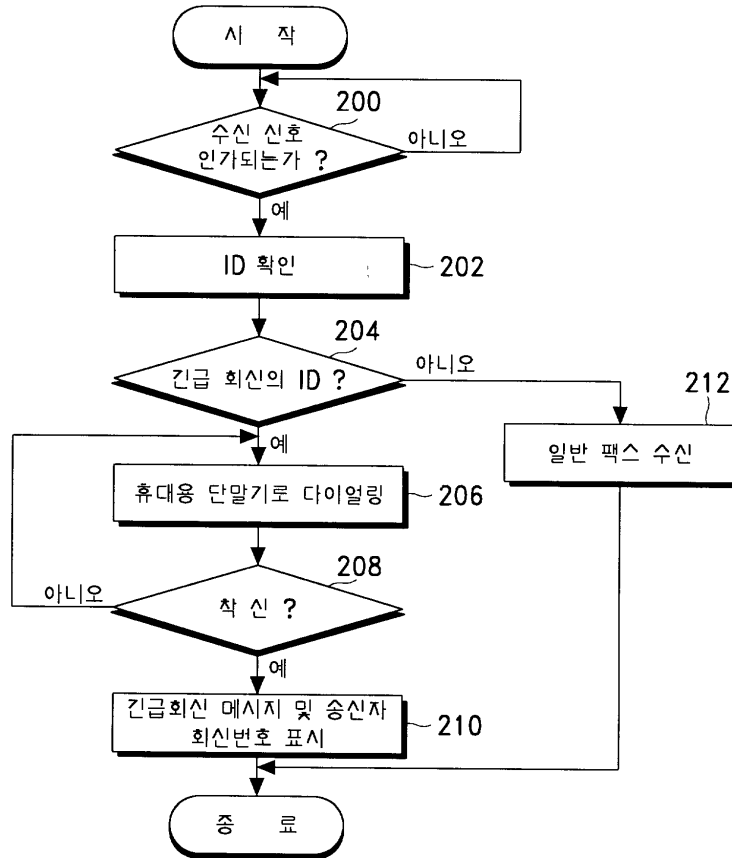 시 작
200
수신 신호
인가되는가 ?
아니오
예
ID 확인
202
204
긴급 회신의 ID ?
아니오
212
예
일반 팩스 수신
휴대용 단말기로 다이얼링
206
208
착 신 ?
아니오
예
긴급회신 메시지 및 송신자
회신번호 표시
210
종 료